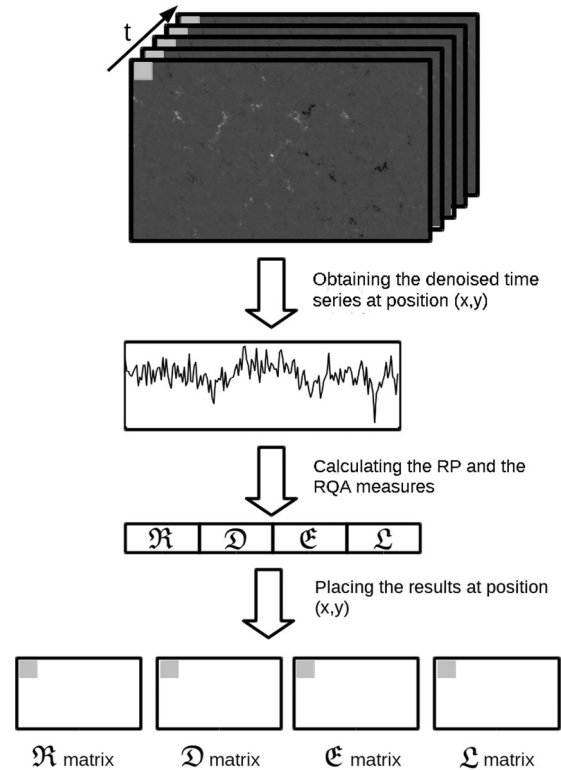 t
Obtaining the denoised time
series at position (x,y)
Calculating the RP and the
RQA measures
ℜ 𝔇 𝔈 𝔏
Placing the results at position
(x,y)
ℜ matrix 𝔇 matrix 𝔈 matrix 𝔏 matrix